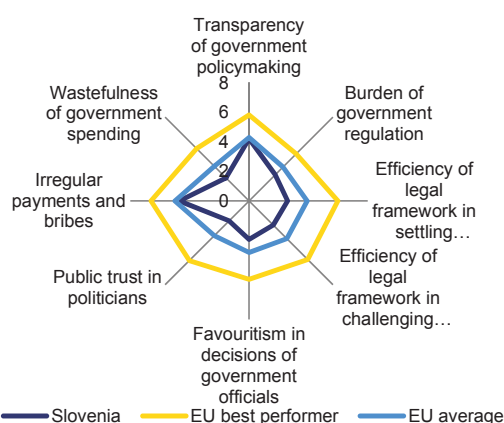 Transparency
of government
policymaking
8
6
4
2
0
Burden of
government
regulation
Efficiency of
legal
framework in
settling…
Efficiency of
legal
framework in
challenging…
Favouritism in
decisions of
government
officials
Public trust in
politicians
Irregular
payments and
bribes
Wastefulness
of government
spending
Slovenia
EU best performer
EU average